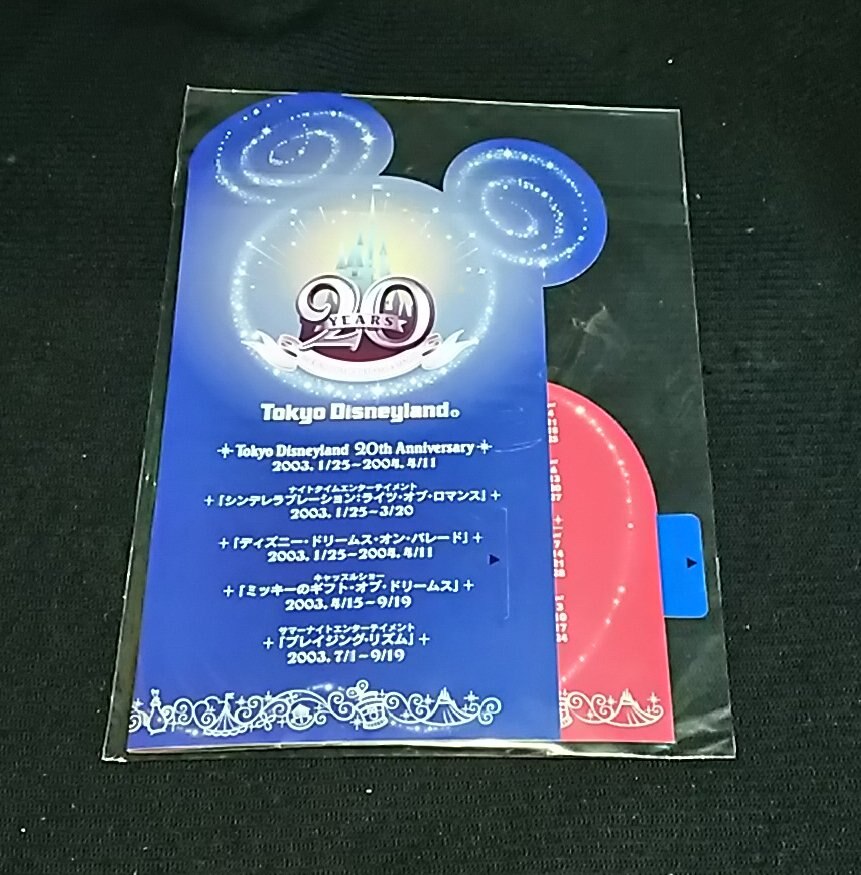 20
YEARS
Tokyo Disneyland®
Tokyo Disneyland 20th Anniversary
2003. 1/25~2004. 4/11
ナイトタイムエンターテイメント
「シンデレラブレーション:ライツ・オブ・ロマンス」
2003. 1/25~3/20
「ディズニー・ドリームス・オン・パレード」
2003. 1/25~2004. 4/11
キャッスルショー
「ミッキーのギフト・オブ・ドリームス」
2003. 4/15~9/19
サマーナイトエンターテイメント
「ブレイジング・リズム」
2003. 7/1~9/19